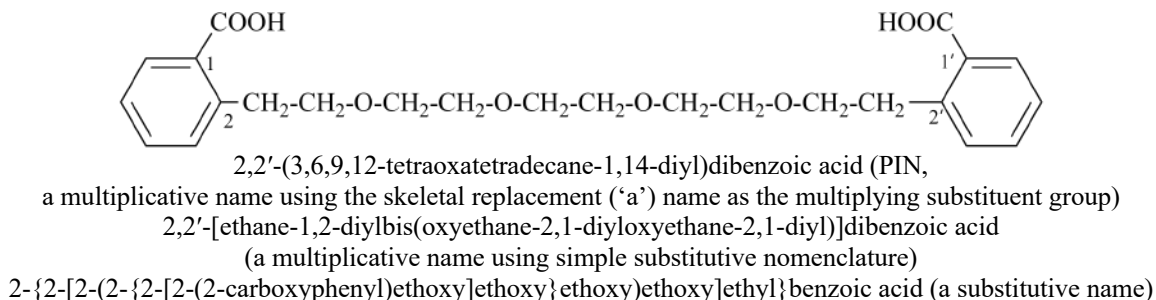 COOH HOOC
1 1′
2 CH2-CH2-O-CH2-CH2-O-CH2-CH2-O-CH2-CH2-O-CH2-CH2 2′
2,2′-(3,6,9,12-tetraoxatetradecane-1,14-diyl)dibenzoic acid (PIN,
a multiplicative name using the skeletal replacement (‘a’) name as the multiplying substituent group)
2,2′-[ethane-1,2-diylbis(oxyethane-2,1-diyloxyethane-2,1-diyl)]dibenzoic acid
(a multiplicative name using simple substitutive nomenclature)
2-{2-[2-(2-{2-[2-(2-carboxyphenyl)ethoxy]ethoxy}ethoxy)ethoxy]ethyl}benzoic acid (a substitutive name)